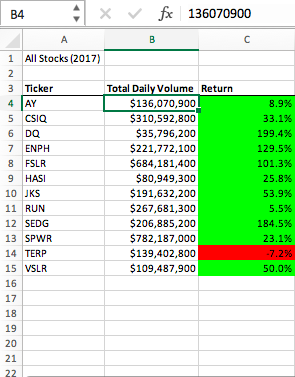 B4 fx 136070900
A B C
1 All Stocks (2017)
2
3 Ticker Total Daily Volume Return
4 AY $136,070,900 8.9%
5 CSIQ $310,592,800 33.1%
6 DQ $35,796,200 199.4%
7 ENPH $221,772,100 129.5%
8 FSLR $684,181,400 101.3%
9 HASI $80,949,300 25.8%
10 JKS $191,632,200 53.9%
11 RUN $267,681,300 5.5%
12 SEDG $206,885,200 184.5%
13 SPWR $782,187,000 23.1%
14 TERP $139,402,800 -7.2%
15 VSLR $109,487,900 50.0%
16
17
18
19
20
21
22